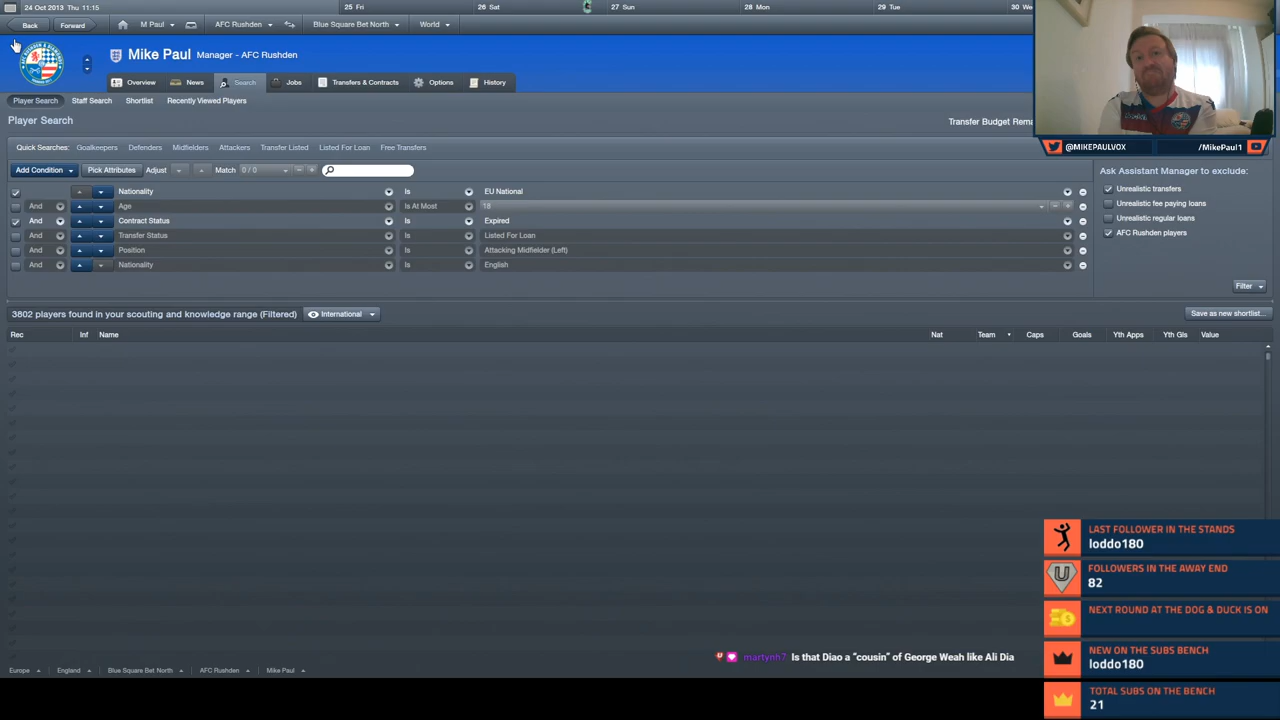 24 Oct 2013 Thu 11:15
25 Fri
26 Sat
27 Sun
28 Mon
29 Tue
30 We
Back
Forward
M Paul
AFC Rushden
Blue Square Bet North
World
Mike Paul Manager - AFC Rushden
Overview
News
Search
Jobs
Transfers & Contracts
Options
History
Player Search
Staff Search
Shortlist
Recently Viewed Players
Player Search
Transfer Budget Rema
@MIKEPAULVOX
/MikePaul1
Quick Searches: Goalkeepers Defenders Midfielders Attackers Transfer Listed Listed For Loan Free Transfers
Add Condition
Pick Attributes
Adjust
Match 0 / 0
Ask Assistant Manager to exclude:
Unrealistic transfers
Unrealistic fee paying loans
Unrealistic regular loans
AFC Rushden players
Filter
Nationality Is EU National
And Age Is At Most 18
And Contract Status Is Expired
And Transfer Status Is Listed For Loan
And Position Is Attacking Midfielder (Left)
And Nationality Is English
3802 players found in your scouting and knowledge range (Filtered)
International
Save as new shortlist...
Rec Inf Name Nat Team Caps Goals Yth Apps Yth Gls Value
LAST FOLLOWER IN THE STANDS
loddo180
FOLLOWERS IN THE AWAY END
82
NEXT ROUND AT THE DOG & DUCK IS ON
NEW ON THE SUBS BENCH
loddo180
TOTAL SUBS ON THE BENCH
21
martynh7 Is that Diao a “cousin” of George Weah like Ali Dia
Europe
England
Blue Square Bet North
AFC Rushden
Mike Paul